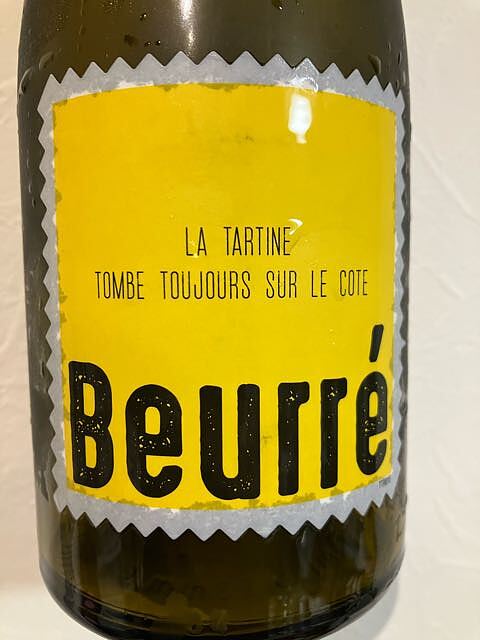 LA TARTINE
TOMBE TOUJOURS SUR LE COTE
Beurré